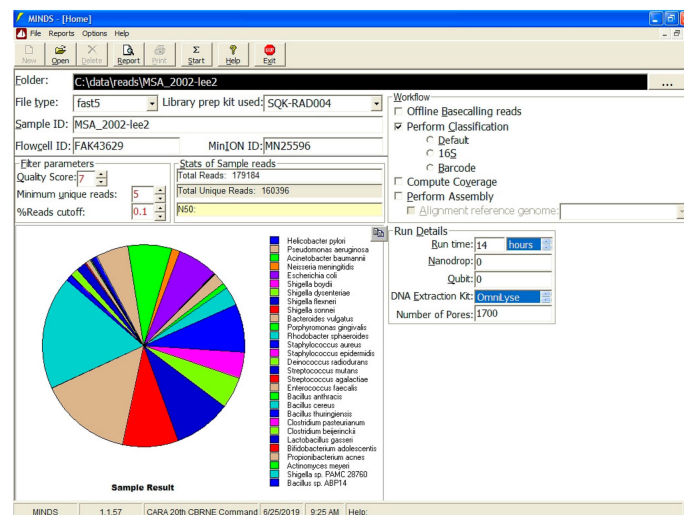 MINDS - [Home]
File Reports Options Help
New Open Delete Report Print Start Help Exit
Folder: C:\data\reads\MSA_2002-lee2 ...
File type: fast5 Library prep kit used: SQK-RAD004
Sample ID: MSA_2002-lee2
Flowcell ID: FAK43629 MinION ID: MN25596
Filter parameters
Quality Score: 7
Minimum unique reads: 5
%Reads cutoff: 0.1
Stats of Sample reads
Total Reads: 179184
Total Unique Reads: 160396
N50:
Workflow
Offline Basecalling reads
Perform Classification
Default
16S
Barcode
Compute Coverage
Perform Assembly
Alignment reference genome:
Run Details
Run time: 14 hours
Nanodrop: 0
Qubit: 0
DNA Extraction Kit: OmniLyse
Number of Pores: 1700
Helicobacter pylori
Pseudomonas aeruginosa
Acinetobacter baumannii
Neisseria meningitidis
Escherichia coli
Shigella boydii
Shigella dysenteriae
Shigella flexneri
Shigella sonnei
Bacteroides vulgatus
Porphyromonas gingivalis
Rhodobacter sphaeroides
Staphylococcus aureus
Staphylococcus epidermidis
Deinococcus radiodurans
Streptococcus mutans
Streptococcus agalactiae
Enterococcus faecalis
Bacillus anthracis
Bacillus cereus
Bacillus thuringiensis
Clostridium pasteurianum
Clostridium beijerinckii
Lactobacillus gasseri
Bifidobacterium adolescentis
Propionibacterium acnes
Actinomyces meyeri
Shigella sp. PAMC 28760
Bacillus sp. ABP14
Sample Result
MINDS 1.1.57 CARA 20th CBRNE Command 6/25/2019 9:25 AM Help: